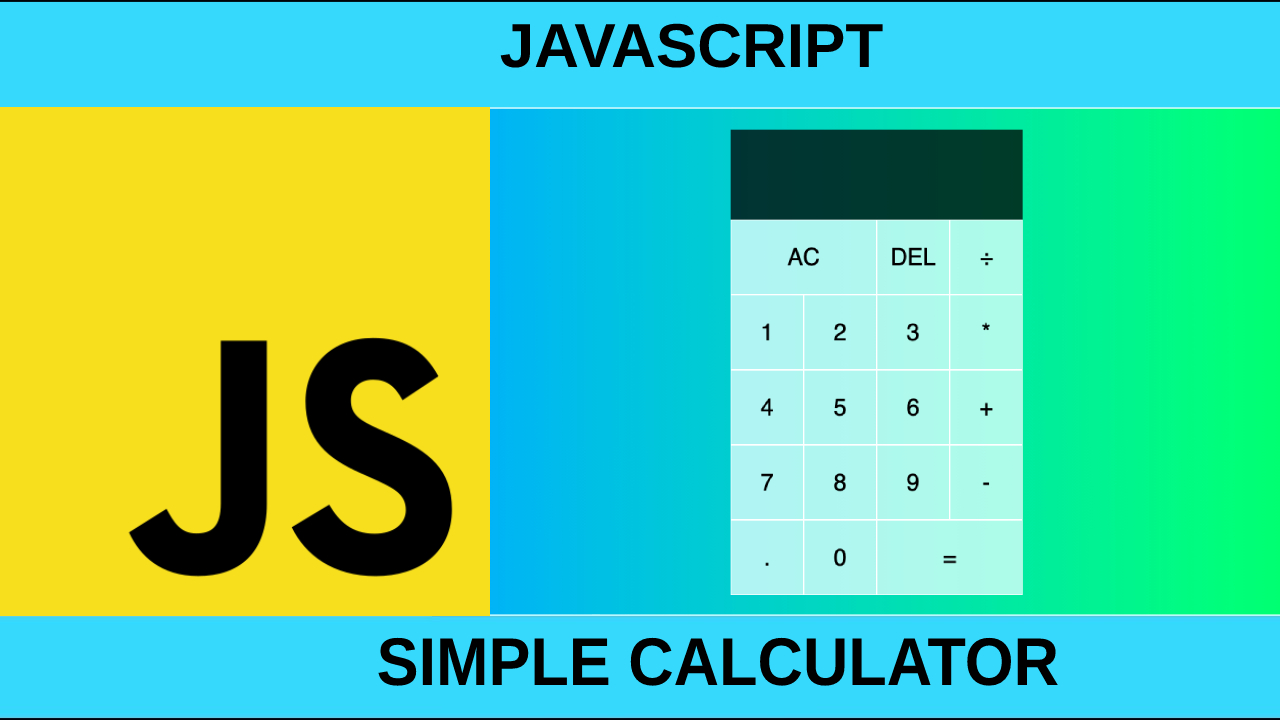 JAVASCRIPT
JS
AC DEL ÷
1 2 3 *
4 5 6 +
7 8 9 -
. 0 =
SIMPLE CALCULATOR